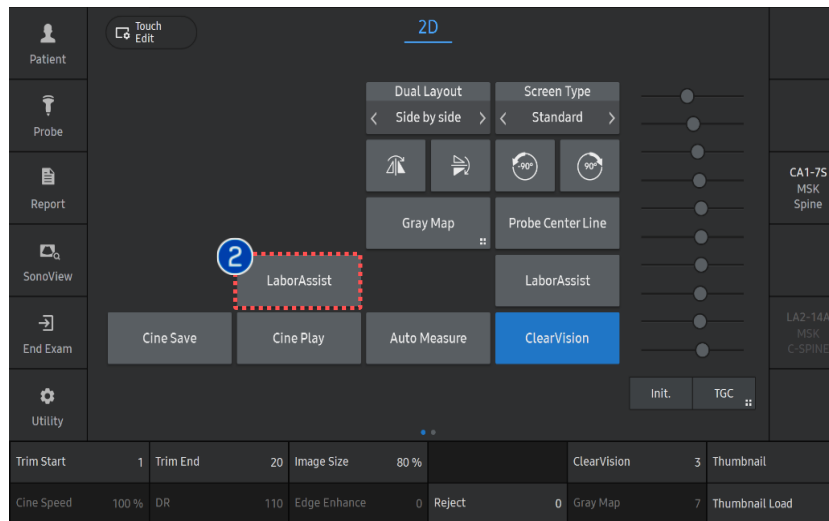 Touch
Edit
2D
Patient
Dual Layout
Screen Type
Side by side
Standard
Probe
-90°
90°
CA1-7S
MSK
Spine
Report
Gray Map
Probe Center Line
2
SonoView
LaborAssist
LaborAssist
End Exam
Cine Save
Cine Play
Auto Measure
ClearVision
LA2-14A
MSK
C-SPINE
Utility
Init.
TGC
Trim Start 1
Trim End 20
Image Size 80 %
ClearVision 3
Thumbnail
Cine Speed 100 %
DR 110
Edge Enhance 0
Reject 0
Gray Map 7
Thumbnail Load